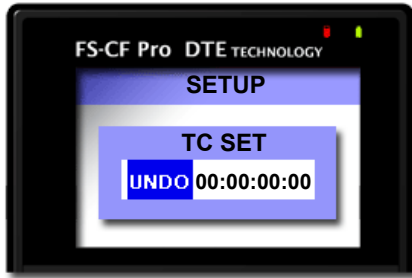 FS-CF Pro DTE TECHNOLOGY
SETUP
TC SET
UNDO 00:00:00:00